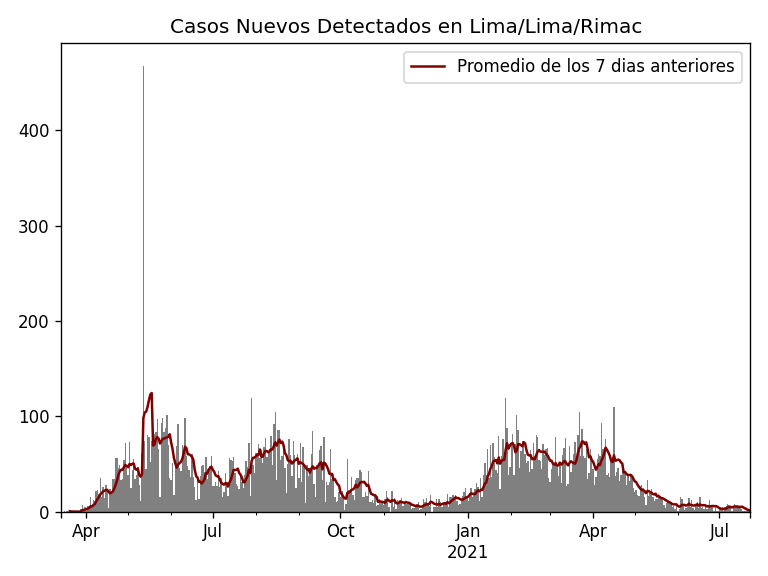 Casos Nuevos Detectados en Lima/Lima/Rimac
Promedio de los 7 dias anteriores
400
300
200
100
0
Apr Jul Oct Jan Apr Jul
2021